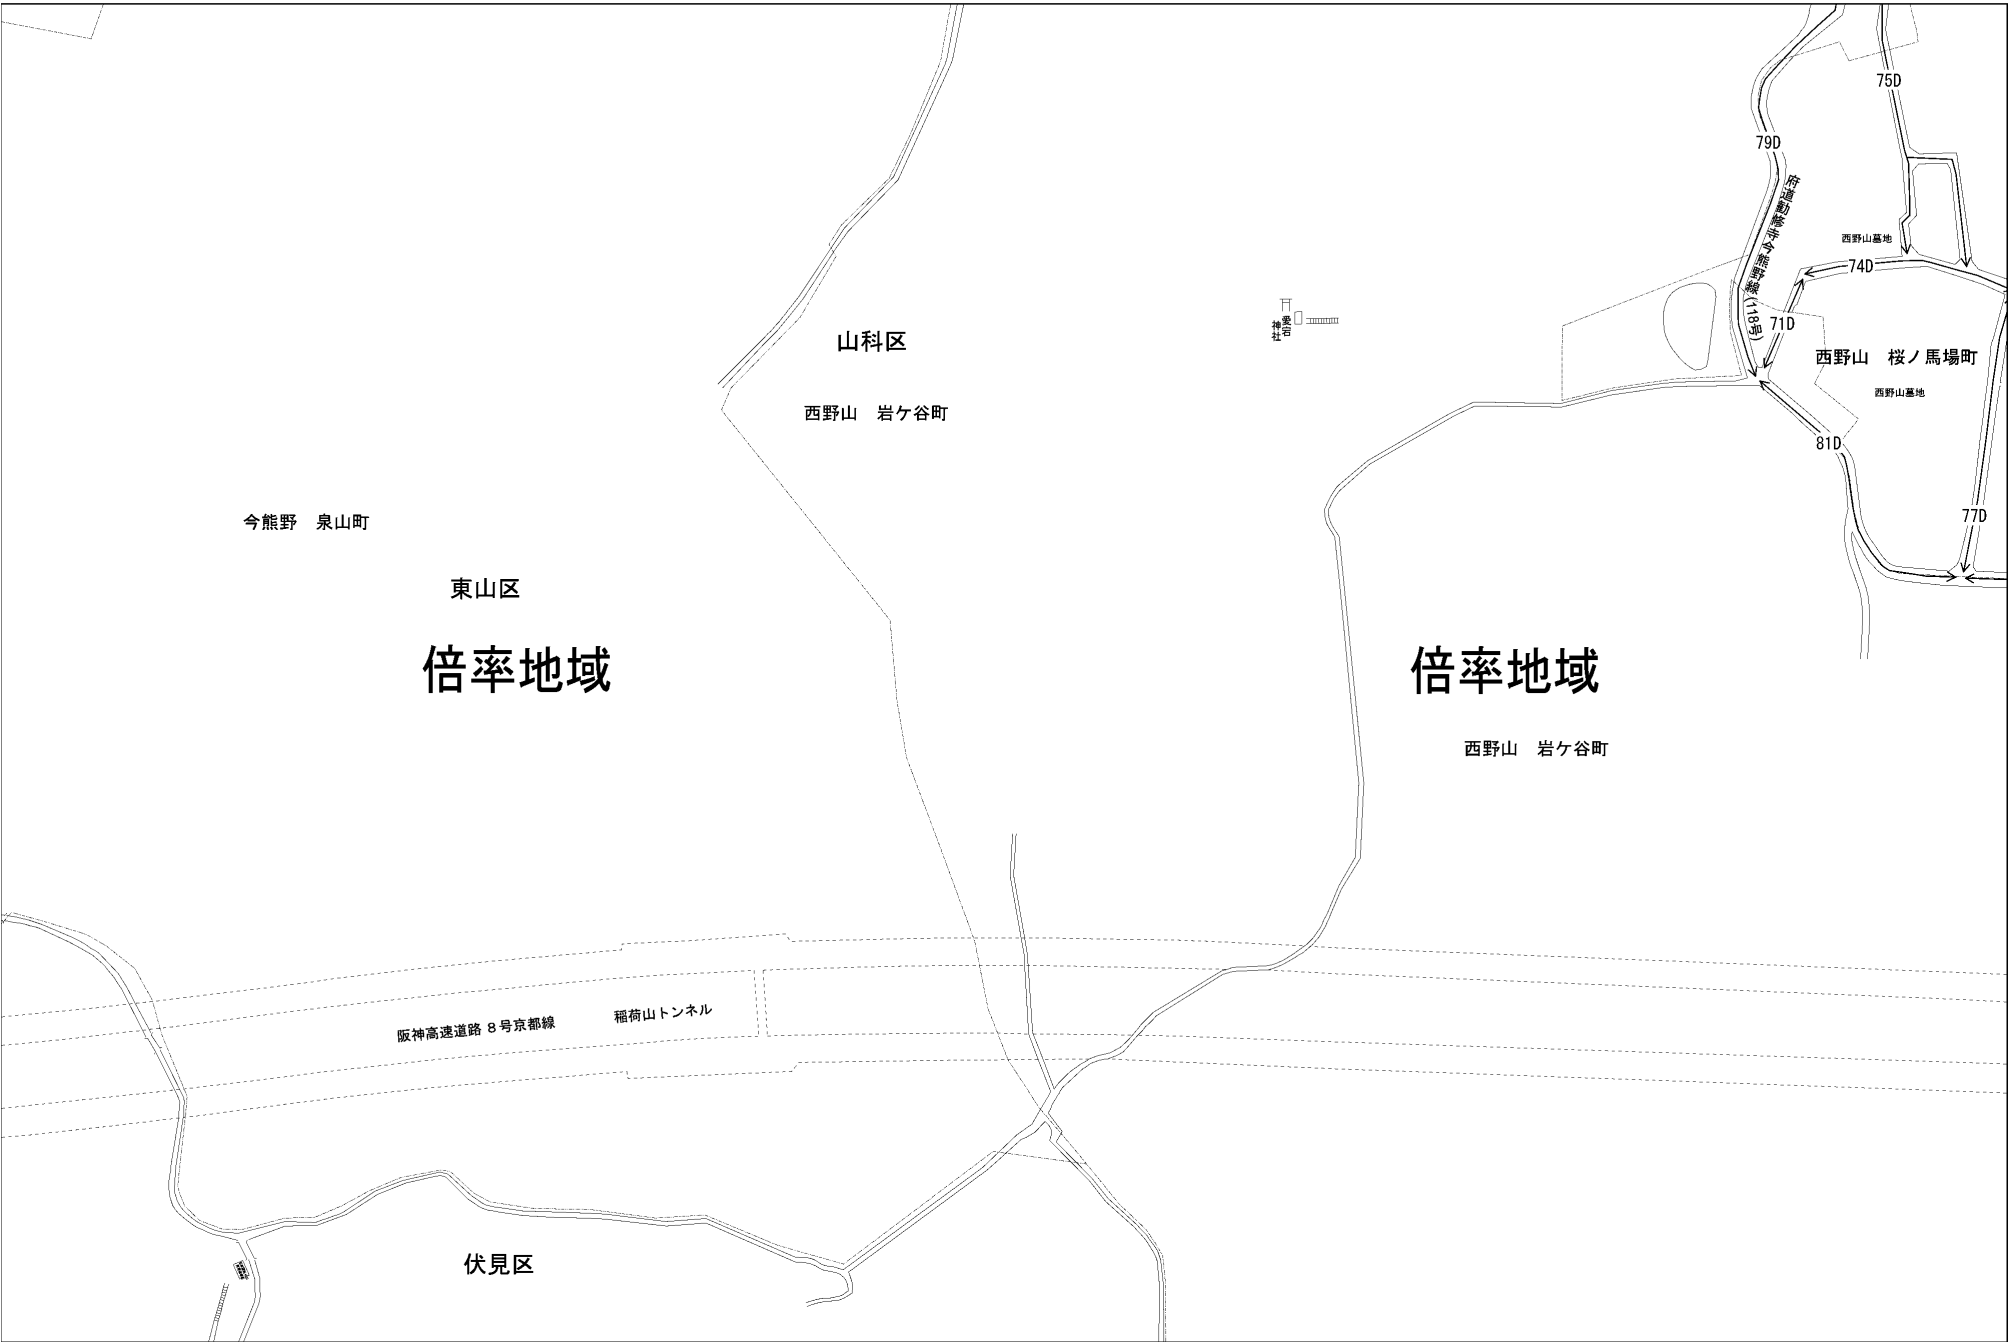 75D
79D
府道勧修寺今熊野線(118号)
西野山墓地
74D
愛宕
神社
71D
山科区
西野山　桜ノ馬場町
西野山墓地
西野山　岩ケ谷町
81D
77D
今熊野　泉山町
東山区
倍率地域
倍率地域
西野山　岩ケ谷町
阪神高速道路 8号京都線
稲荷山トンネル
伏見区